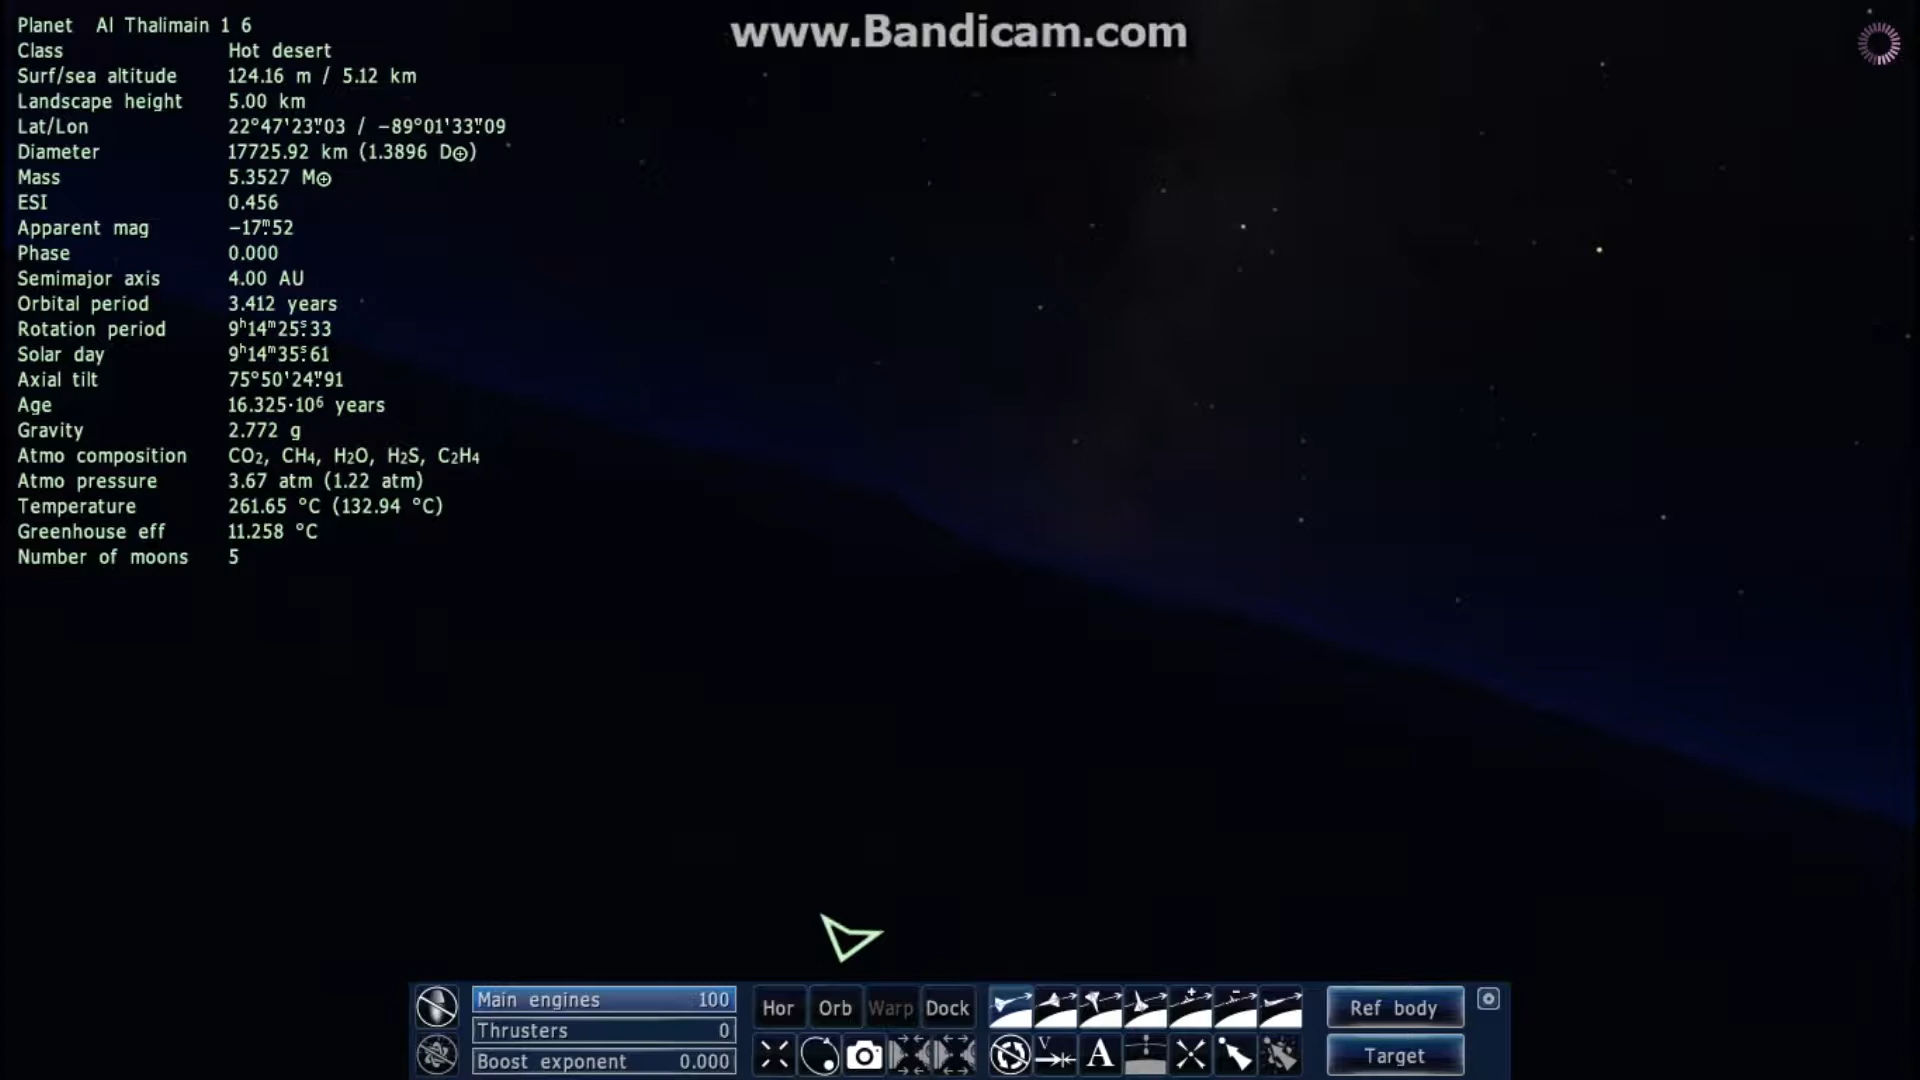 www.Bandicam.com
Planet Al Thalimain 1 6
Class Hot desert
Surf/sea altitude 124.16 m / 5.12 km
Landscape height 5.00 km
Lat/Lon 22°47'23".03 / −89°01'33".09
Diameter 17725.92 km (1.3896 D⊕)
Mass 5.3527 M⊕
ESI 0.456
Apparent mag −17ᵐ.52
Phase 0.000
Semimajor axis 4.00 AU
Orbital period 3.412 years
Rotation period 9ʰ14ᵐ25ˢ.33
Solar day 9ʰ14ᵐ35ˢ.61
Axial tilt 75°50'24".91
Age 16.325·10⁶ years
Gravity 2.772 g
Atmo composition CO₂, CH₄, H₂O, H₂S, C₂H₄
Atmo pressure 3.67 atm (1.22 atm)
Temperature 261.65 °C (132.94 °C)
Greenhouse eff 11.258 °C
Number of moons 5
Main engines 100
Thrusters 0
Boost exponent 0.000
Hor Orb Warp Dock
V A
Ref body
Target